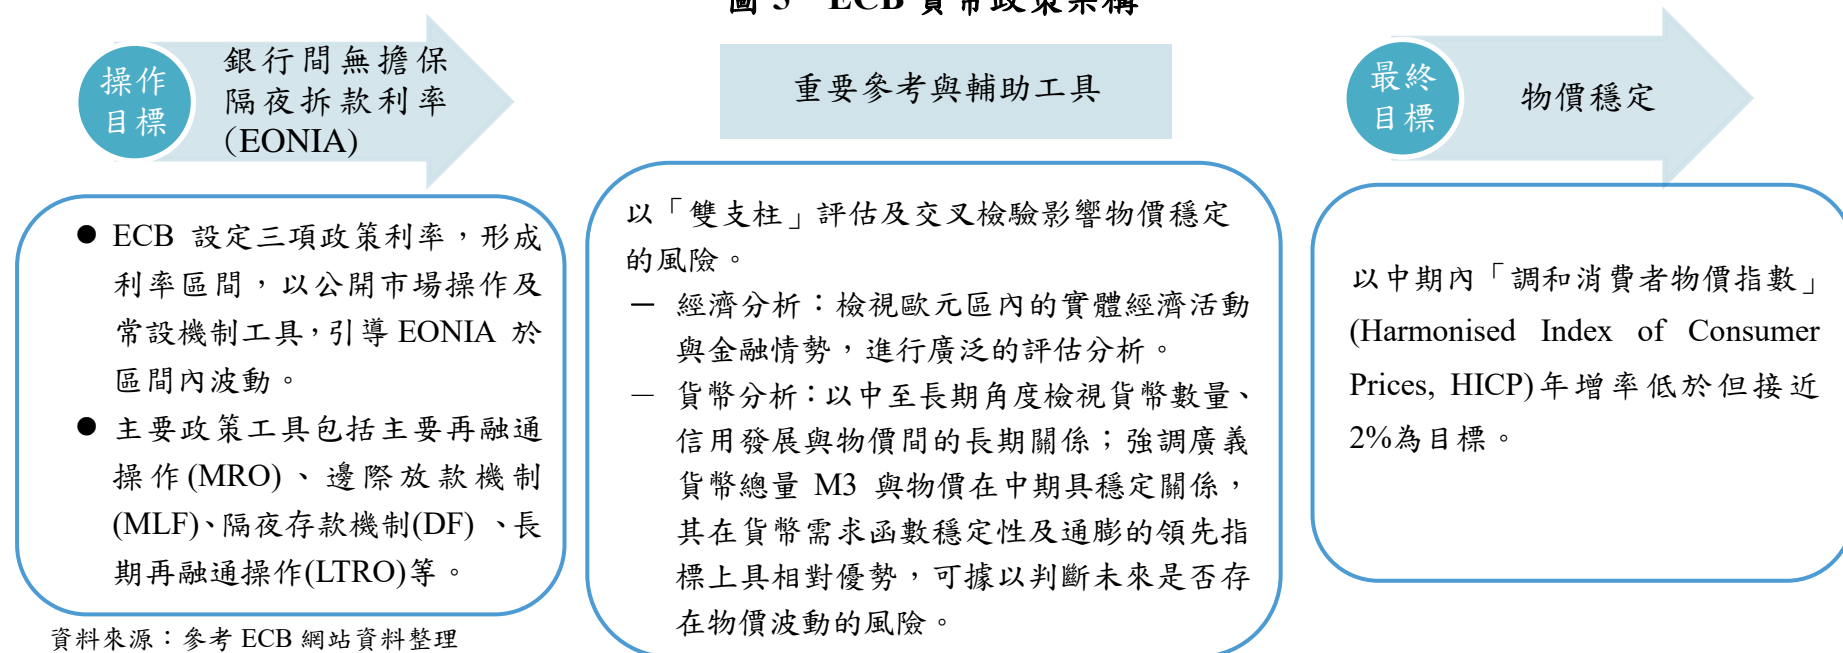 圖 5 ECB 貨幣政策架構
操作
目標
銀行間無擔保
隔夜拆款利率
(EONIA)
重要參考與輔助工具
最終
目標
物價穩定
● ECB 設定三項政策利率，形成
利率區間，以公開市場操作及
常設機制工具，引導 EONIA 於
區間內波動。
● 主要政策工具包括主要再融通
操作(MRO)、邊際放款機制
(MLF)、隔夜存款機制(DF) 、長
期再融通操作(LTRO)等。
以「雙支柱」評估及交叉檢驗影響物價穩定
的風險。
－ 經濟分析：檢視歐元區內的實體經濟活動
與金融情勢，進行廣泛的評估分析。
－ 貨幣分析：以中至長期角度檢視貨幣數量、
信用發展與物價間的長期關係；強調廣義
貨幣總量 M3 與物價在中期具穩定關係，
其在貨幣需求函數穩定性及通膨的領先指
標上具相對優勢，可據以判斷未來是否存
在物價波動的風險。
以中期內「調和消費者物價指數」
(Harmonised Index of Consumer
Prices, HICP)年增率低於但接近
2%為目標。
資料來源：參考 ECB 網站資料整理